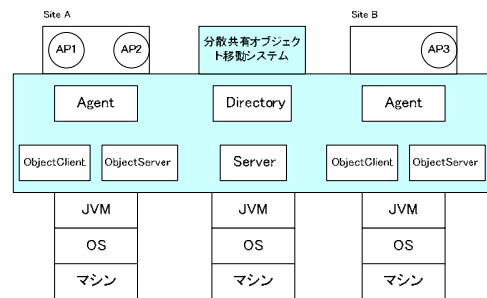 Site A
Site B
AP1
AP2
分散共有オブジェク
ト移動システム
AP3
Agent
Directory
Agent
ObjectClient
ObjectServer
Server
ObjectClient
ObjectServer
JVM
JVM
JVM
OS
OS
OS
マシン
マシン
マシン